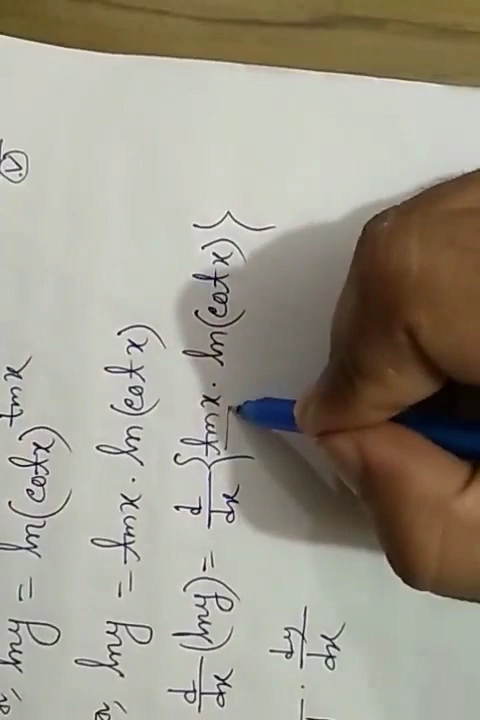 ln y = ln(cot x)^tan x
ln y = tan x · ln(cot x)
d/dx (ln y) = d/dx {tan x · ln(cot x)}
· dy/dx